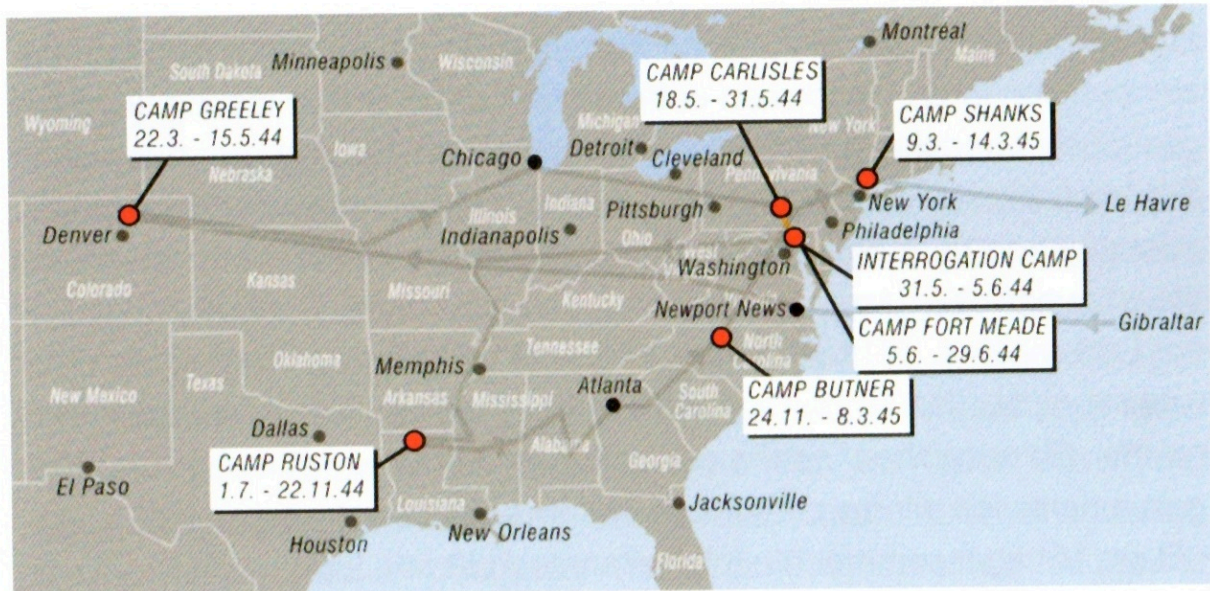 Montreal
Maine
Minneapolis
Wisconsin
South Dakota
CAMP CARLISLES
18.5. - 31.5.44
CAMP GREELEY
22.3. - 15.5.44
Wyoming
Michigan
New York
CAMP SHANKS
9.3. - 14.3.45
Iowa
Detroit
Cleveland
Chicago
Pennsylvania
Nebraska
New York
Le Havre
Denver
Illinois
Indiana
Pittsburgh
Indianapolis
Ohio
Philadelphia
Washington
INTERROGATION CAMP
31.5. - 5.6.44
Colorado
Kansas
Missouri
Kentucky
Newport News
Gibraltar
CAMP FORT MEADE
5.6. - 29.6.44
Oklahoma
Tennessee
North
Carolina
Memphis
New Mexico
Texas
Arkansas
Mississippi
Atlanta
South
Carolina
CAMP BUTNER
24.11. - 8.3.45
Dallas
Alabama
Georgia
CAMP RUSTON
1.7. - 22.11.44
El Paso
Louisiana
Jacksonville
New Orleans
Houston
Florida